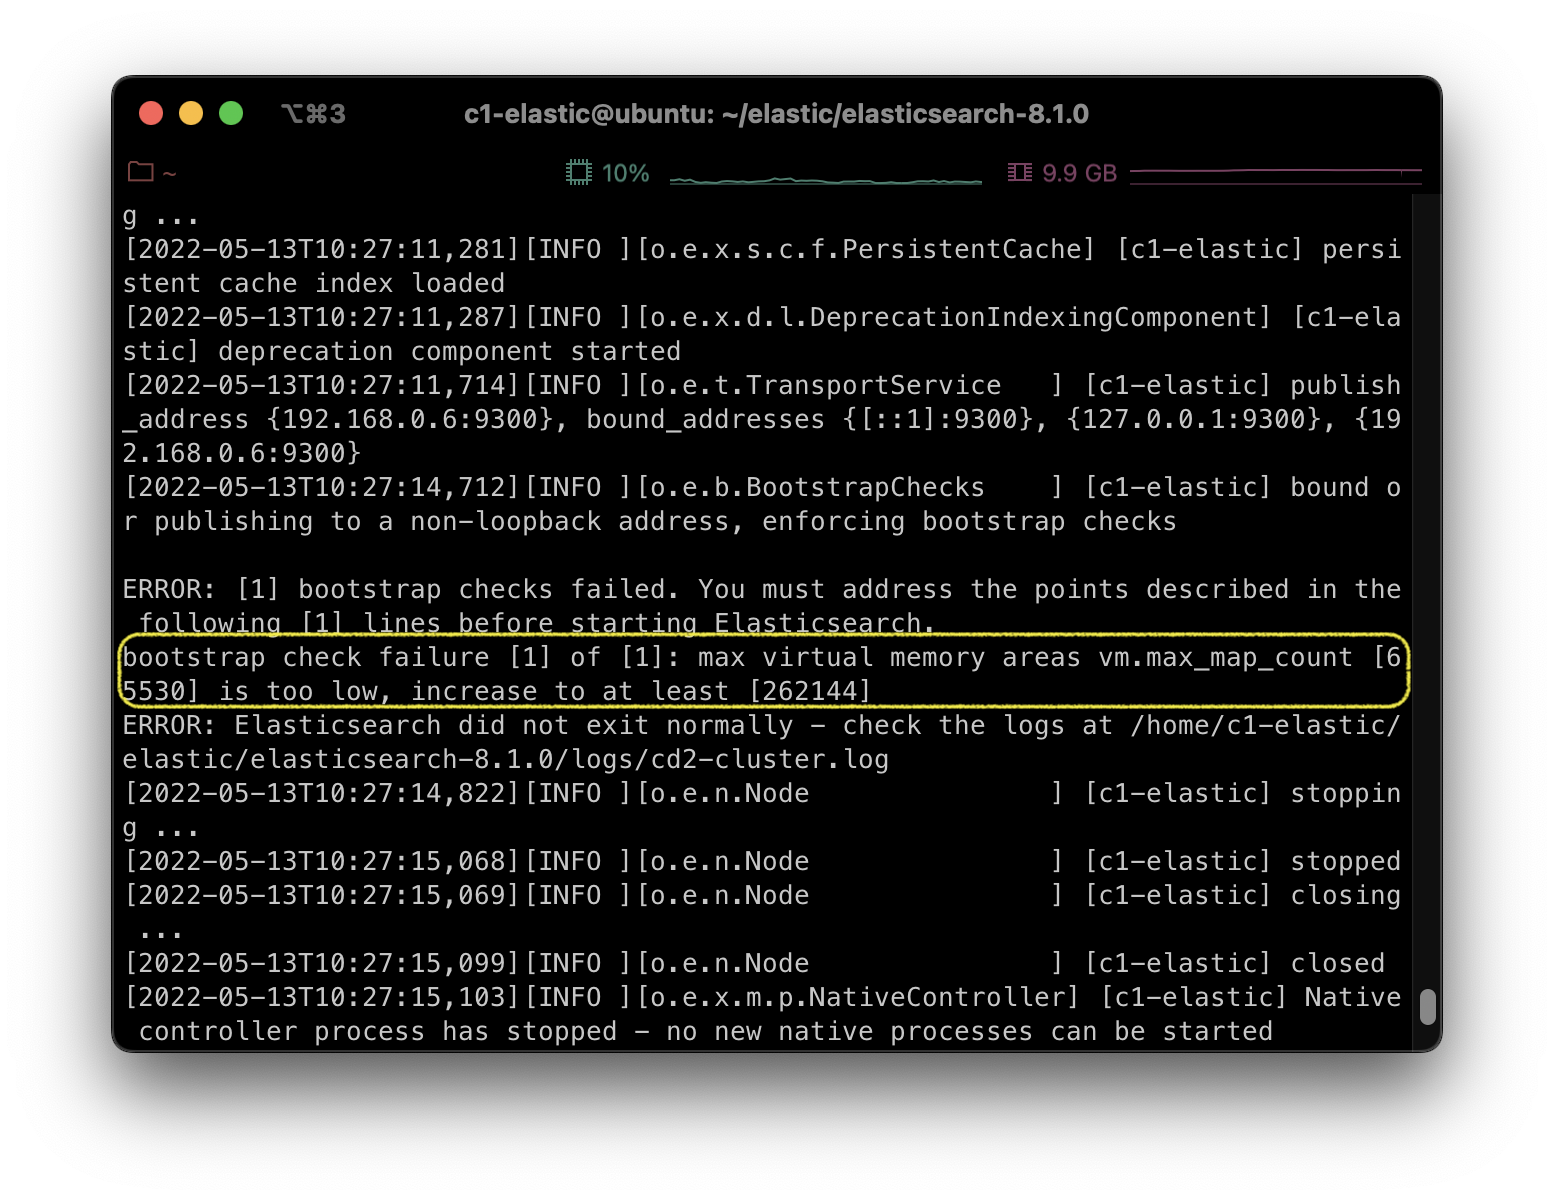 ⌥⌘3
c1-elastic@ubuntu: ~/elastic/elasticsearch-8.1.0
~
10%
9.9 GB
g ...
[2022-05-13T10:27:11,281][INFO ][o.e.x.s.c.f.PersistentCache] [c1-elastic] persi
stent cache index loaded
[2022-05-13T10:27:11,287][INFO ][o.e.x.d.l.DeprecationIndexingComponent] [c1-ela
stic] deprecation component started
[2022-05-13T10:27:11,714][INFO ][o.e.t.TransportService   ] [c1-elastic] publish
_address {192.168.0.6:9300}, bound_addresses {[::1]:9300}, {127.0.0.1:9300}, {19
2.168.0.6:9300}
[2022-05-13T10:27:14,712][INFO ][o.e.b.BootstrapChecks    ] [c1-elastic] bound o
r publishing to a non-loopback address, enforcing bootstrap checks
ERROR: [1] bootstrap checks failed. You must address the points described in the
 following [1] lines before starting Elasticsearch.
bootstrap check failure [1] of [1]: max virtual memory areas vm.max_map_count [6
5530] is too low, increase to at least [262144]
ERROR: Elasticsearch did not exit normally - check the logs at /home/c1-elastic/
elastic/elasticsearch-8.1.0/logs/cd2-cluster.log
[2022-05-13T10:27:14,822][INFO ][o.e.n.Node               ] [c1-elastic] stoppin
g ...
[2022-05-13T10:27:15,068][INFO ][o.e.n.Node               ] [c1-elastic] stopped
[2022-05-13T10:27:15,069][INFO ][o.e.n.Node               ] [c1-elastic] closing
 ...
[2022-05-13T10:27:15,099][INFO ][o.e.n.Node               ] [c1-elastic] closed
[2022-05-13T10:27:15,103][INFO ][o.e.x.m.p.NativeController] [c1-elastic] Native
 controller process has stopped - no new native processes can be started